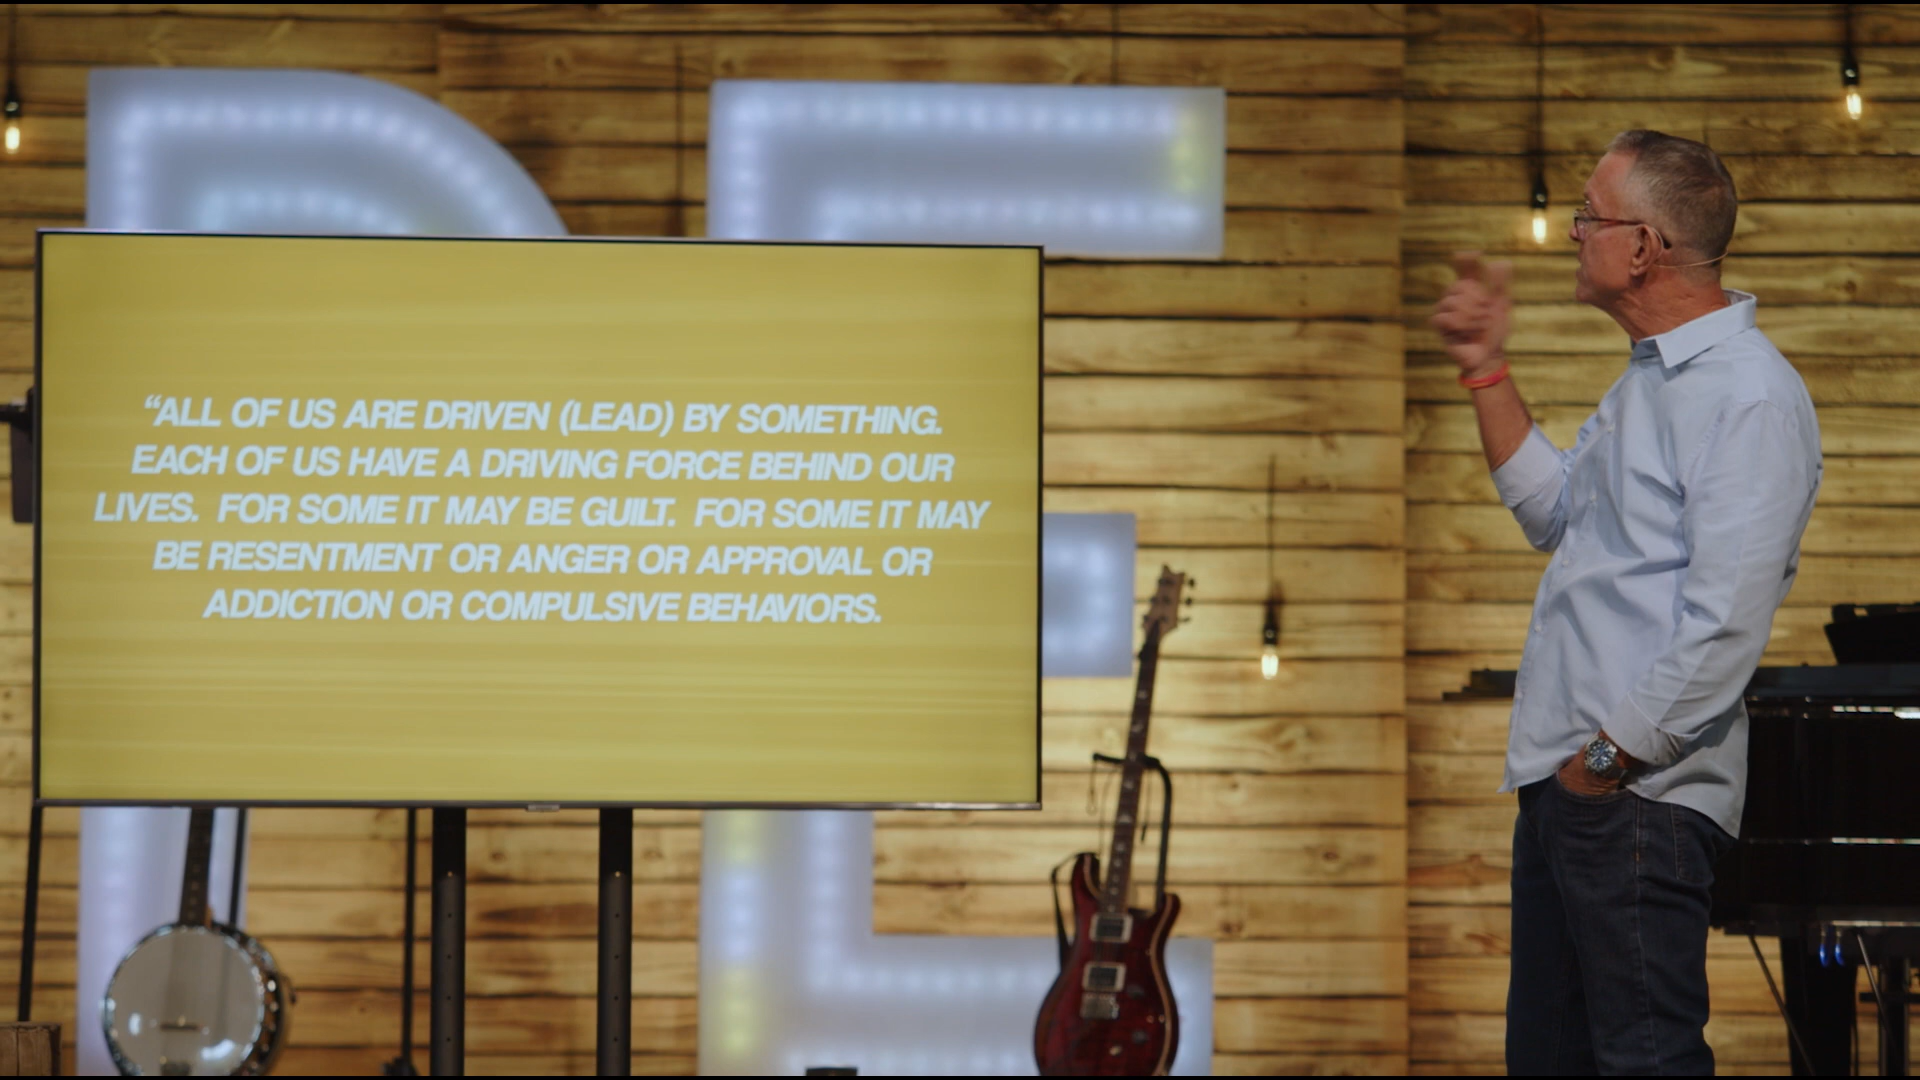 “ALL OF US ARE DRIVEN (LEAD) BY SOMETHING.
EACH OF US HAVE A DRIVING FORCE BEHIND OUR
LIVES. FOR SOME IT MAY BE GUILT. FOR SOME IT MAY
BE RESENTMENT OR ANGER OR APPROVAL OR
ADDICTION OR COMPULSIVE BEHAVIORS.